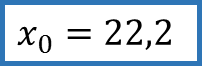 x₀ = 22,2